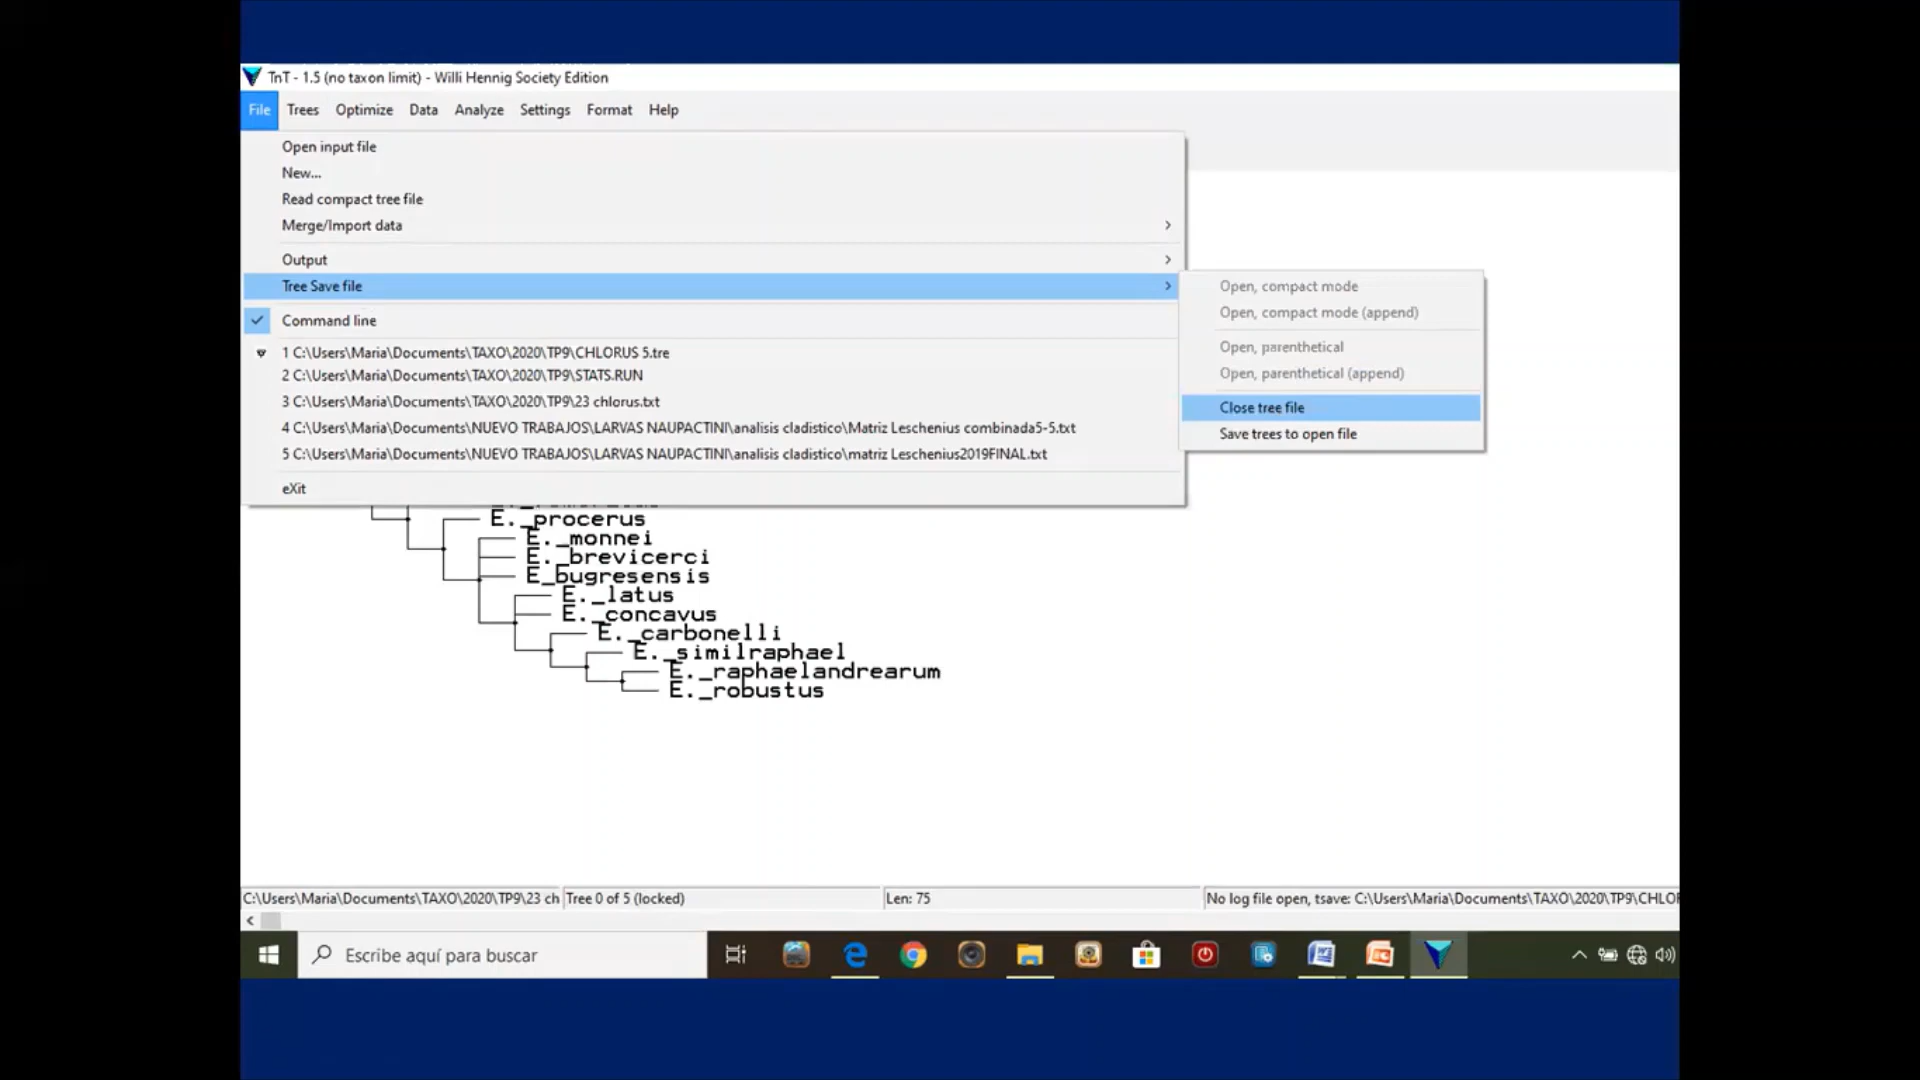 TnT - 1.5 (no taxon limit) - Willi Hennig Society Edition
File Trees Optimize Data Analyze Settings Format Help
Open input file
New...
Read compact tree file
Merge/Import data
Output
Tree Save file
Command line
1 C:\Users\Maria\Documents\TAXO\2020\TP9\CHLORUS 5.tre
2 C:\Users\Maria\Documents\TAXO\2020\TP9\STATS.RUN
3 C:\Users\Maria\Documents\TAXO\2020\TP9\23 chlorus.txt
4 C:\Users\Maria\Documents\NUEVO TRABAJOS\LARVAS NAUPACTINI\analisis cladistico\Matriz Leschenius combinada5-5.txt
5 C:\Users\Maria\Documents\NUEVO TRABAJOS\LARVAS NAUPACTINI\analisis cladistico\matriz Leschenius2019FINAL.txt
eXit
Open, compact mode
Open, compact mode (append)
Open, parenthetical
Open, parenthetical (append)
Close tree file
Save trees to open file
E._procerus
E._monnei
E._brevicerci
E_bugresensis
E._latus
E._concavus
E._carbonelli
E._similraphael
E._raphaelandrearum
E._robustus
C:\Users\Maria\Documents\TAXO\2020\TP9\23 ch Tree 0 of 5 (locked) Len: 75 No log file open, tsave: C:\Users\Maria\Documents\TAXO\2020\TP9\CHLOR
Escribe aquí para buscar